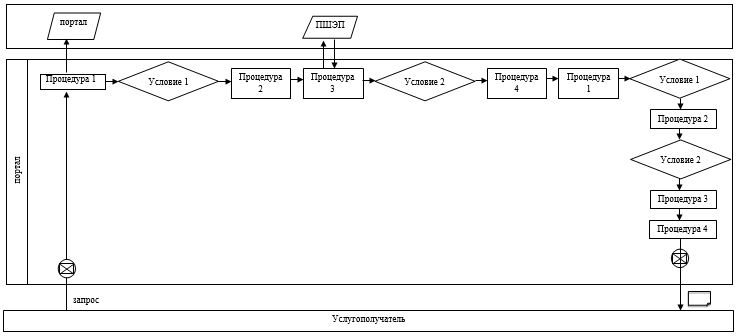 портал
ПШЭП
портал
Процедура 1
Условие 1
Процедура
2
Процедура
3
Условие 2
Процедура
4
Процедура
1
Условие 1
Процедура 2
Условие 2
Процедура 3
Процедура 4
запрос
Услугополучатель